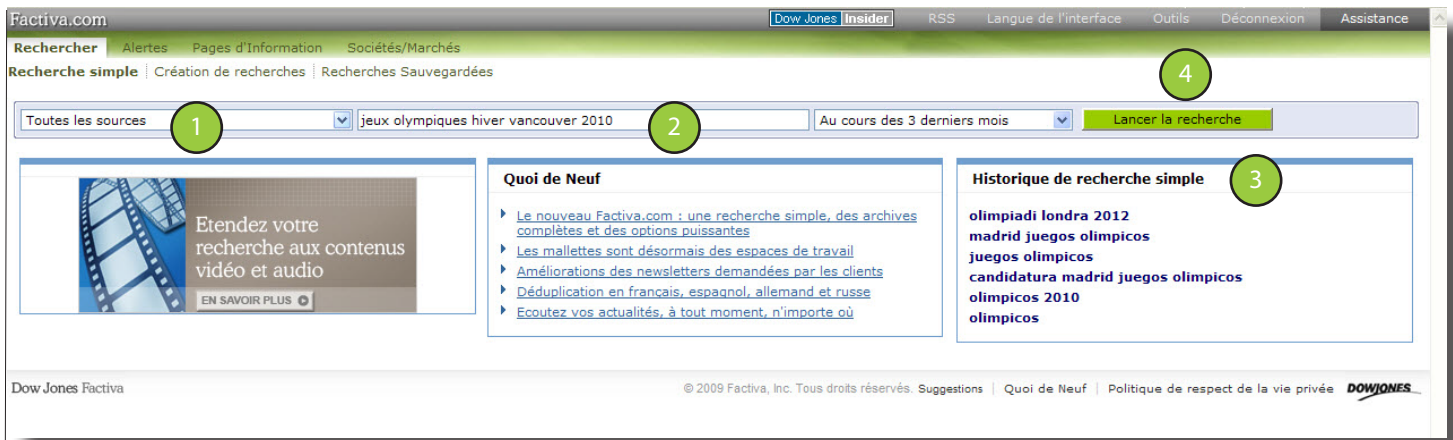 Factiva.com Dow Jones Insider RSS Langue de l'interface Outils Déconnexion Assistance
Rechercher Alertes Pages d'Information Sociétés/Marchés
Recherche simple Création de recherches Recherches Sauvegardées
4
Toutes les sources 1 jeux olympiques hiver vancouver 2010 2 Au cours des 3 derniers mois Lancer la recherche
Etendez votre
recherche aux contenus
vidéo et audio
EN SAVOIR PLUS
Quoi de Neuf
Le nouveau Factiva.com : une recherche simple, des archives
complètes et des options puissantes
Les mallettes sont désormais des espaces de travail
Améliorations des newsletters demandées par les clients
Déduplication en français, espagnol, allemand et russe
Ecoutez vos actualités, à tout moment, n'importe où
Historique de recherche simple 3
olimpiadi londra 2012
madrid juegos olimpicos
juegos olimpicos
candidatura madrid juegos olimpicos
olimpicos 2010
olimpicos
Dow Jones Factiva © 2009 Factiva, Inc. Tous droits réservés. Suggestions Quoi de Neuf Politique de respect de la vie privée DOWJONES